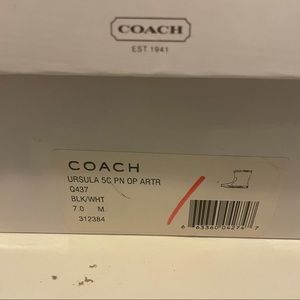 COACH
EST. 1941
COACH
URSULA 5C PN OP ARTR
Q437
BLK/WHT
7.0 M
312384